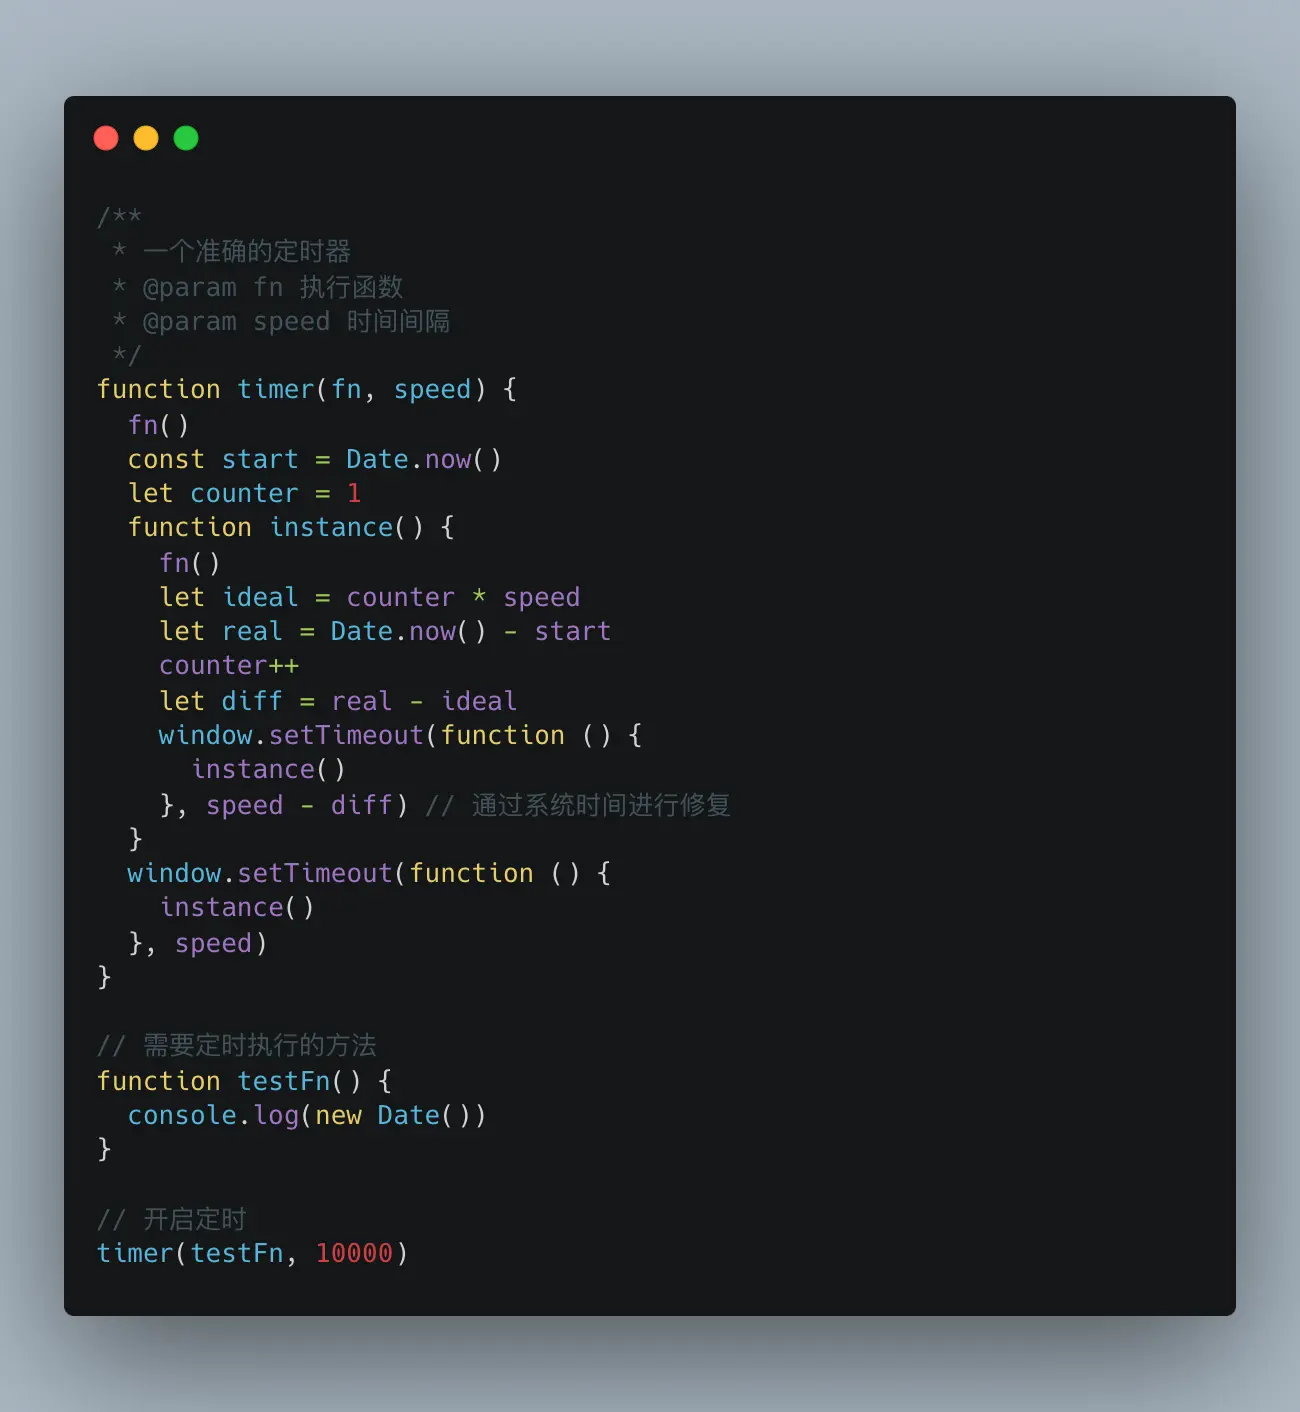 /**
 * 一个准确的定时器
 * @param fn 执行函数
 * @param speed 时间间隔
 */
function timer(fn, speed) {
  fn()
  const start = Date.now()
  let counter = 1
  function instance() {
    fn()
    let ideal = counter * speed
    let real = Date.now() - start
    counter++
    let diff = real - ideal
    window.setTimeout(function () {
      instance()
    }, speed - diff) // 通过系统时间进行修复
  }
  window.setTimeout(function () {
    instance()
  }, speed)
}

// 需要定时执行的方法
function testFn() {
  console.log(new Date())
}

// 开启定时
timer(testFn, 10000)